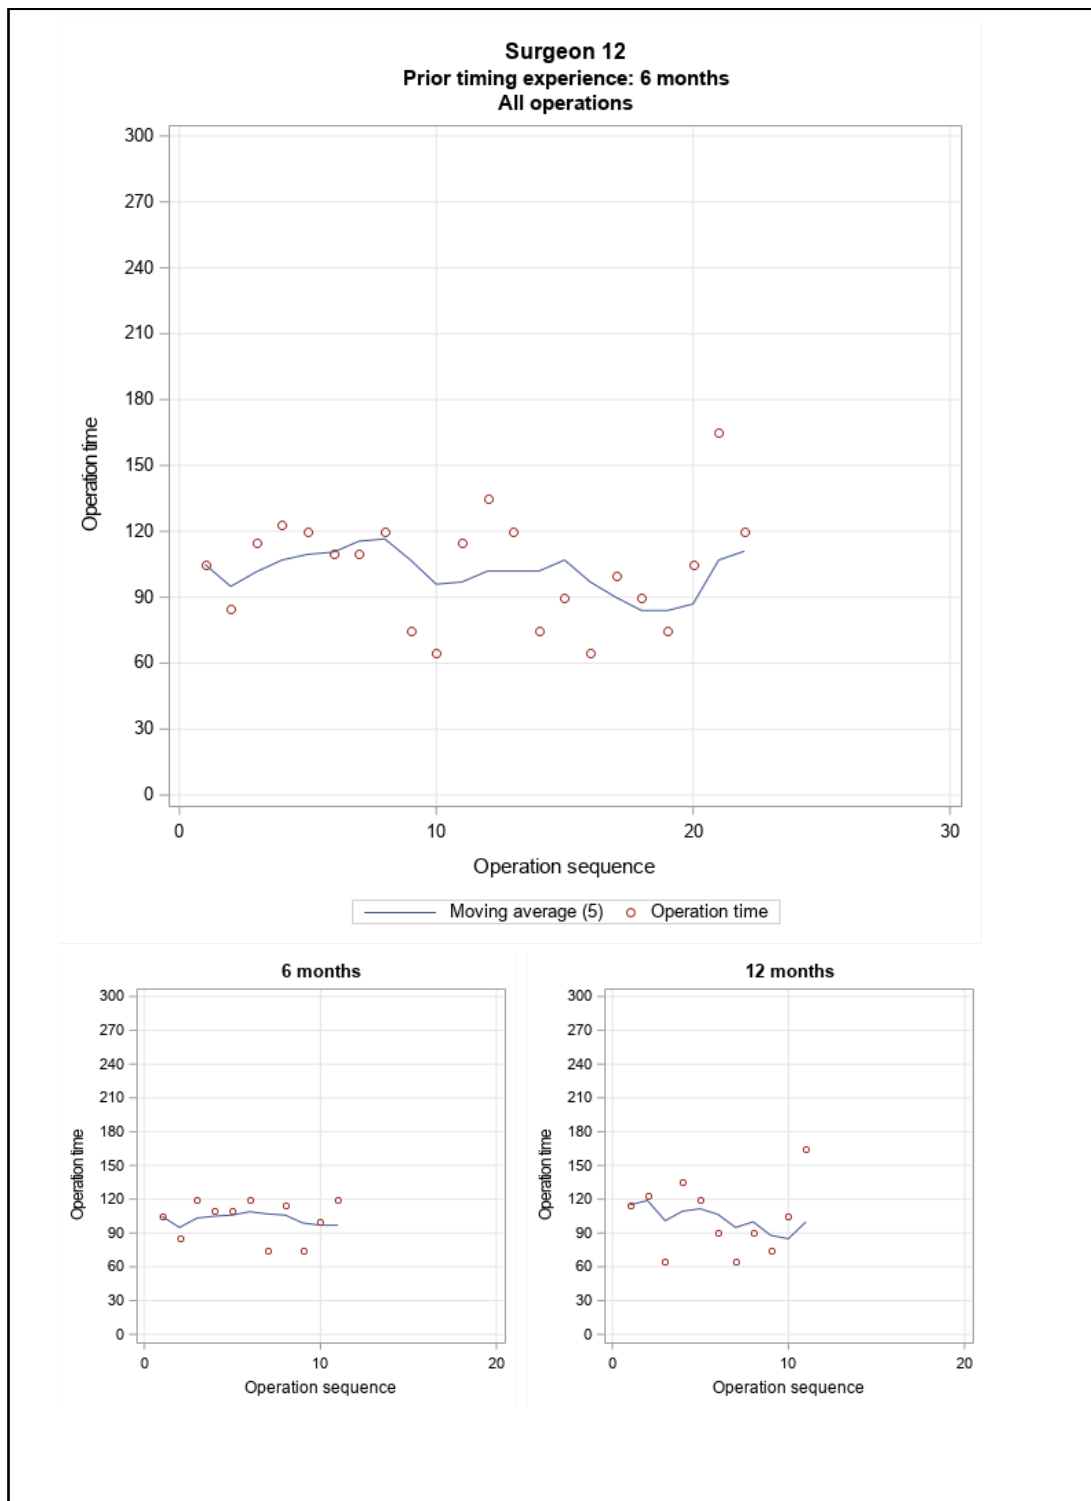 Surgeon 12
Prior timing experience: 6 months
All operations
300
270
240
210
180
150
120
90
60
30
0
Operation time
0 10 20 30
Operation sequence
Moving average (5) Operation time
6 months
300
270
240
210
180
150
120
90
60
30
0
Operation time
0 10 20
Operation sequence
12 months
300
270
240
210
180
150
120
90
60
30
0
Operation time
0 10 20
Operation sequence